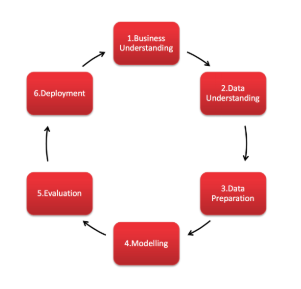 1.Business
Understanding
2.Data
Understanding
3.Data
Preparation
4.Modelling
5.Evaluation
6.Deployment